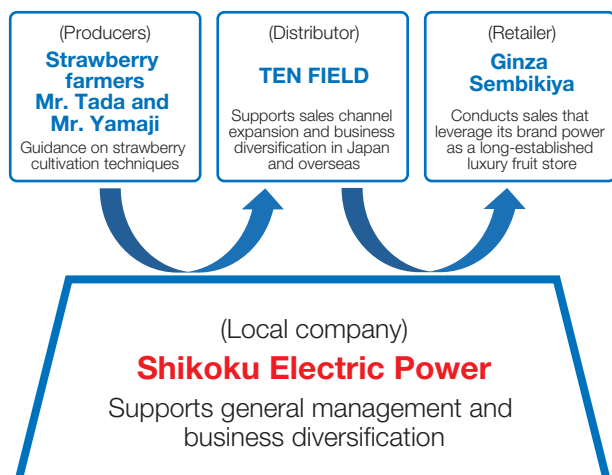 (Producers)
Strawberry
farmers
Mr. Tada and
Mr. Yamaji
Guidance on strawberry
cultivation techniques
(Distributor)
TEN FIELD
Supports sales channel
expansion and business
diversification in Japan
and overseas
(Retailer)
Ginza
Sembikiya
Conducts sales that
leverage its brand power
as a long-established
luxury fruit store
(Local company)
Shikoku Electric Power
Supports general management and
business diversification